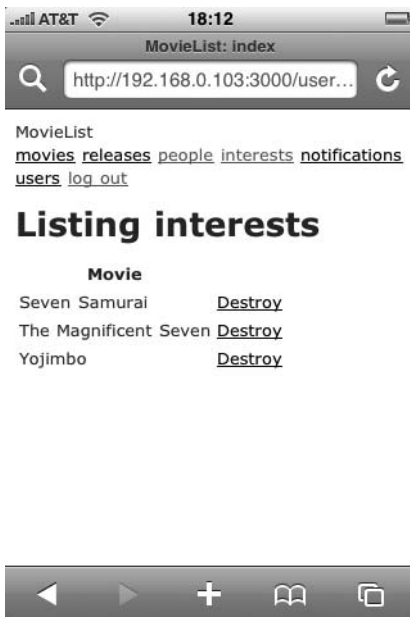 AT&T 18:12
MovieList: index
http://192.168.0.103:3000/user...
MovieList
movies releases people interests notifications
users log out
Listing interests
Movie
Seven Samurai Destroy
The Magnificent Seven Destroy
Yojimbo Destroy